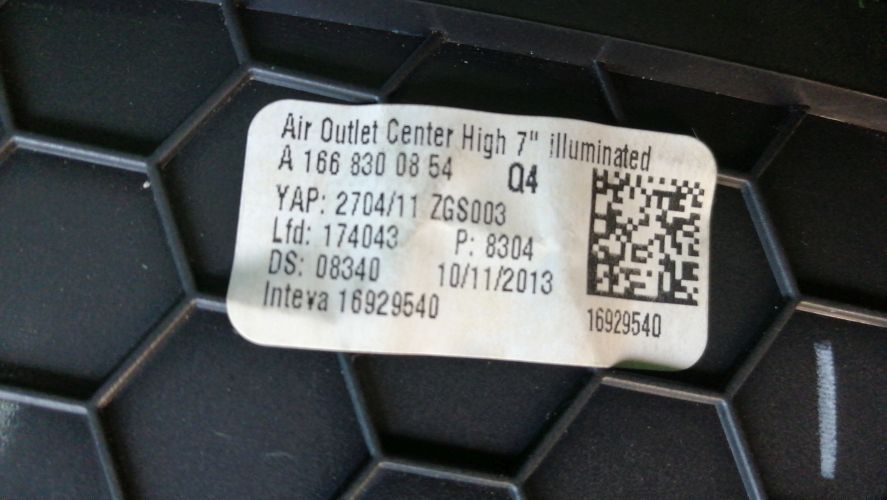 Air Outlet Center High 7" illuminated
A 166 830 08 54 Q4
YAP: 2704/11 ZGS003
Lfd: 174043 P: 8304
DS: 08340 10/11/2013
Inteva 16929540
16929540